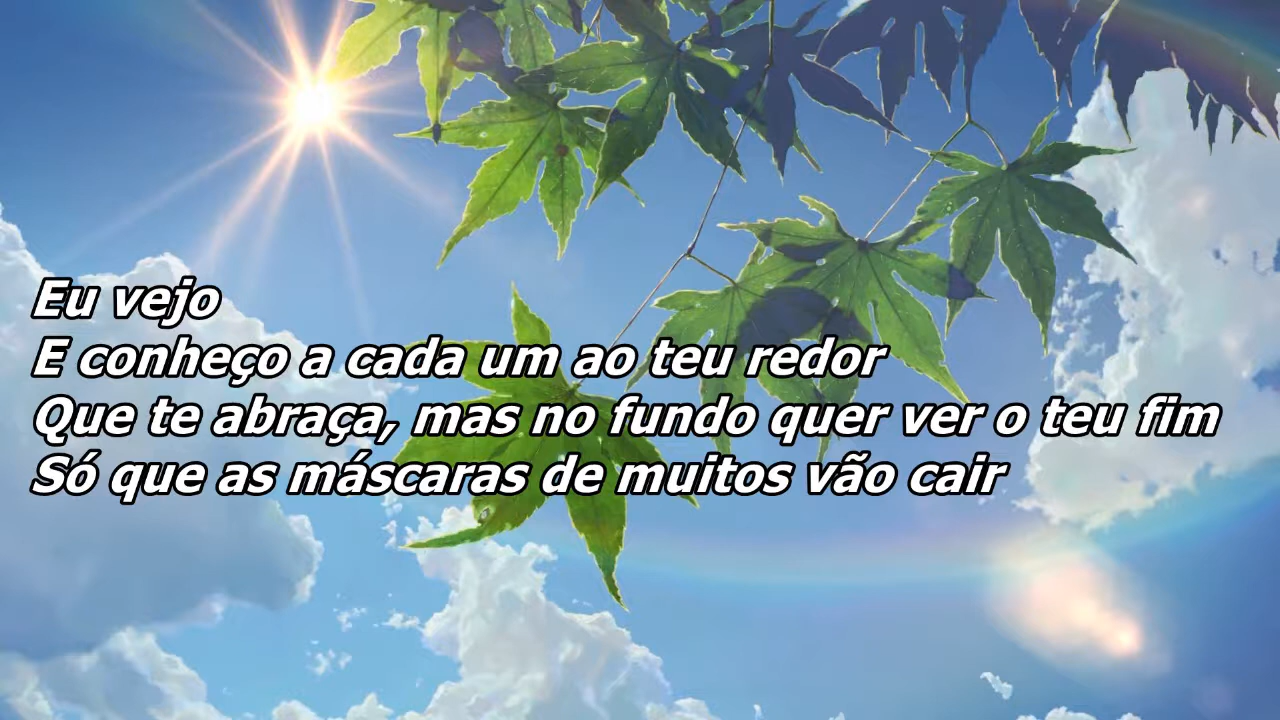 Eu vejo
E conheço a cada um ao teu redor
Que te abraça, mas no fundo quer ver o teu fim
Só que as máscaras de muitos vão cair